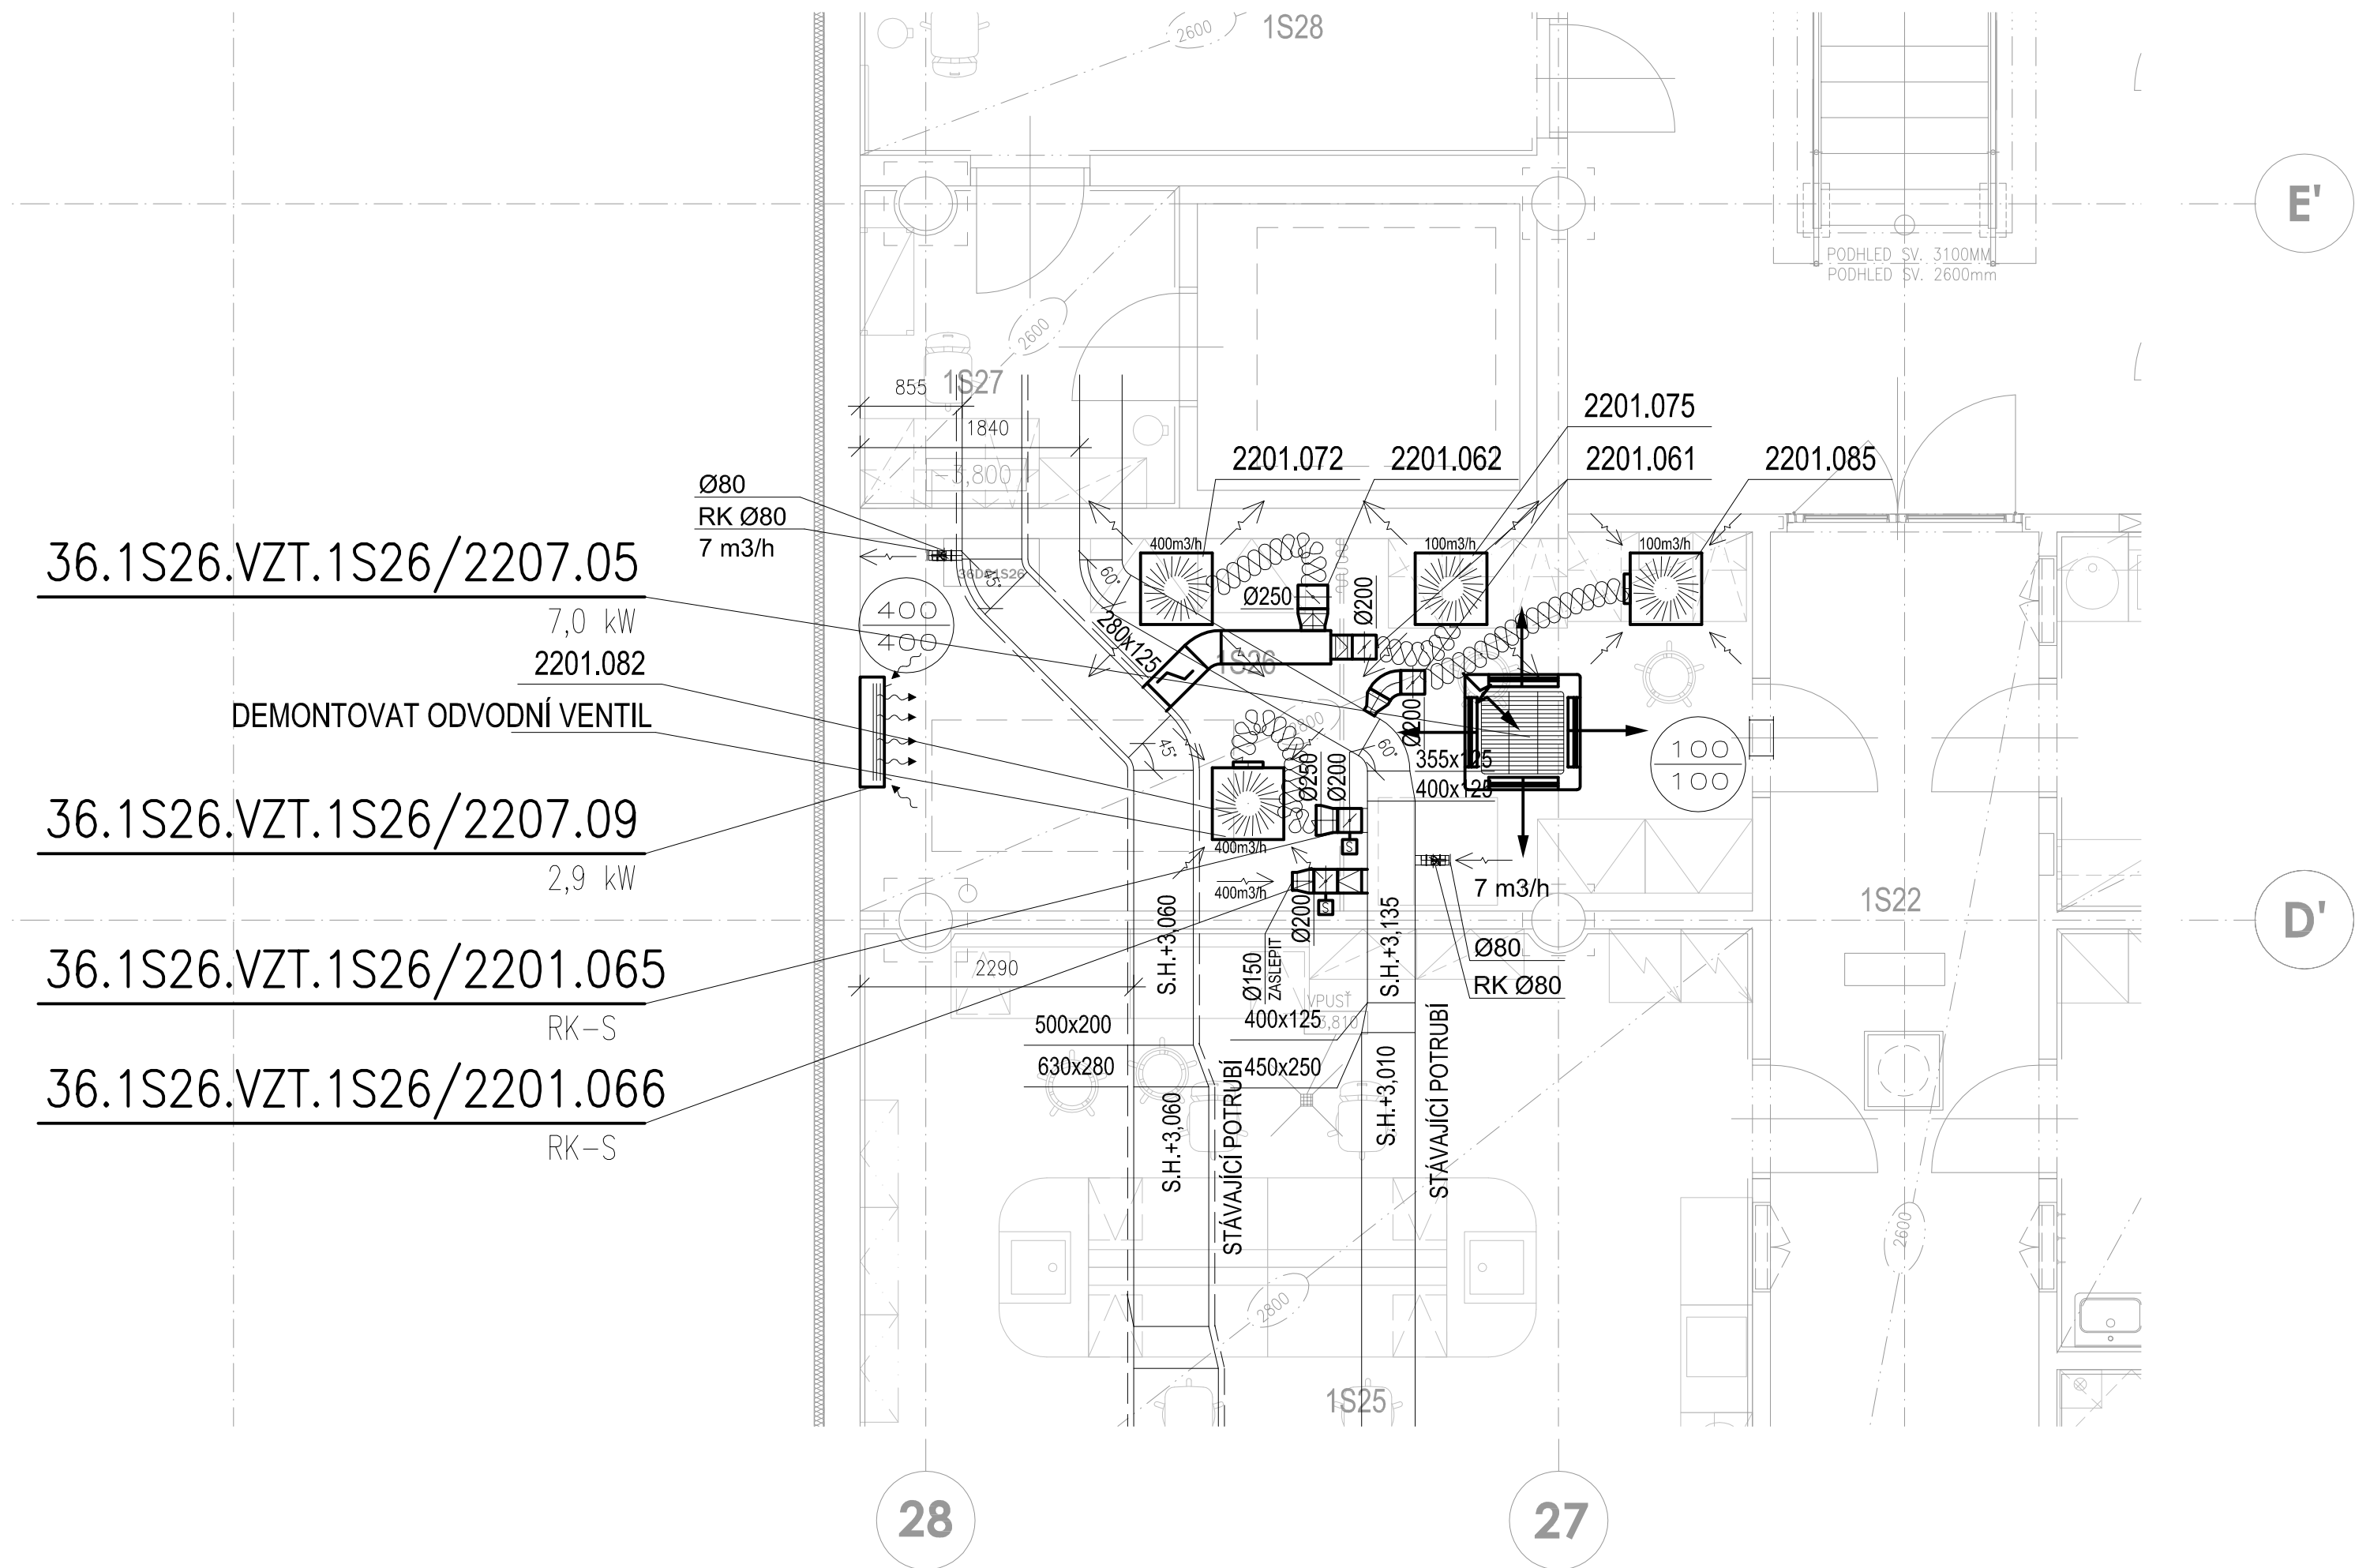 2600
1S28
E'
PODHLED SV. 3100MM
PODHLED SV. 2600mm
2600
855
1S27
1840
-3,800
2201.075
2201.072
2201.062
2201.061
2201.085
Ø80
RK Ø80
7 m3/h
36.1S26.VZT.1S26/2207.05
7,0 kW
2201.082
DEMONTOVAT ODVODNÍ VENTIL
36.1S26.VZT.1S26/2207.09
2,9 kW
36.1S26.VZT.1S26/2201.065
RK-S
36.1S26.VZT.1S26/2201.066
RK-S
400m3/h
100m3/h
100m3/h
45°
60°
400
400
Ø250
Ø200
280x125
1S26
2800
Ø200
45°
60°
355x125
400x125
100
100
Ø250
Ø200
S
400m3/h
400m3/h
S
7 m3/h
1S22
D'
S.H.+3,060
Ø200
S.H.+3,135
Ø80
RK Ø80
2290
Ø150
ZASLEPIT
VPUSŤ
3,810
500x200
400x125
630x280
450x250
S.H.+3,060
STÁVAJÍCÍ POTRUBÍ
S.H.+3,010
STÁVAJÍCÍ POTRUBÍ
2600
2800
1S25
28
27